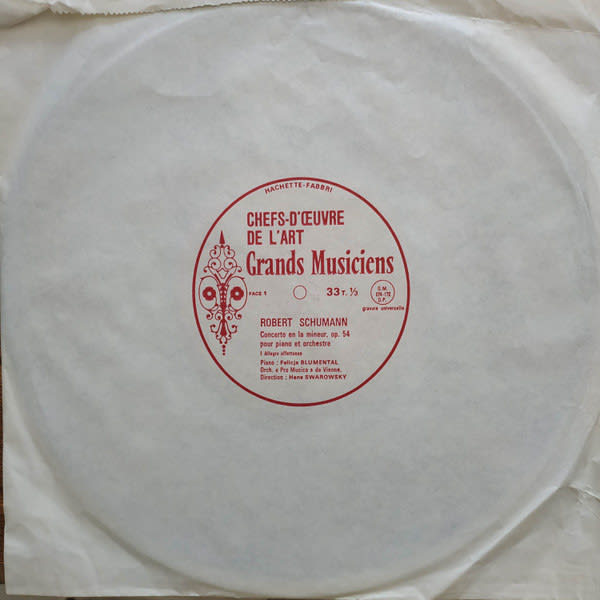 HACHETTE-FABBRI
CHEFS-D'ŒUVRE
DE L'ART
Grands Musiciens
FACE 1 33 T. 1/3
G.M.
176-172
D.P.
gravure universelle
ROBERT SCHUMANN
Concerto en la mineur, op. 54
pour piano et orchestre
I Allegro affettuoso
Piano : Felicja BLUMENTAL
Orch. « Pro Musica » de Vienne,
Direction : Hans SWAROWSKY